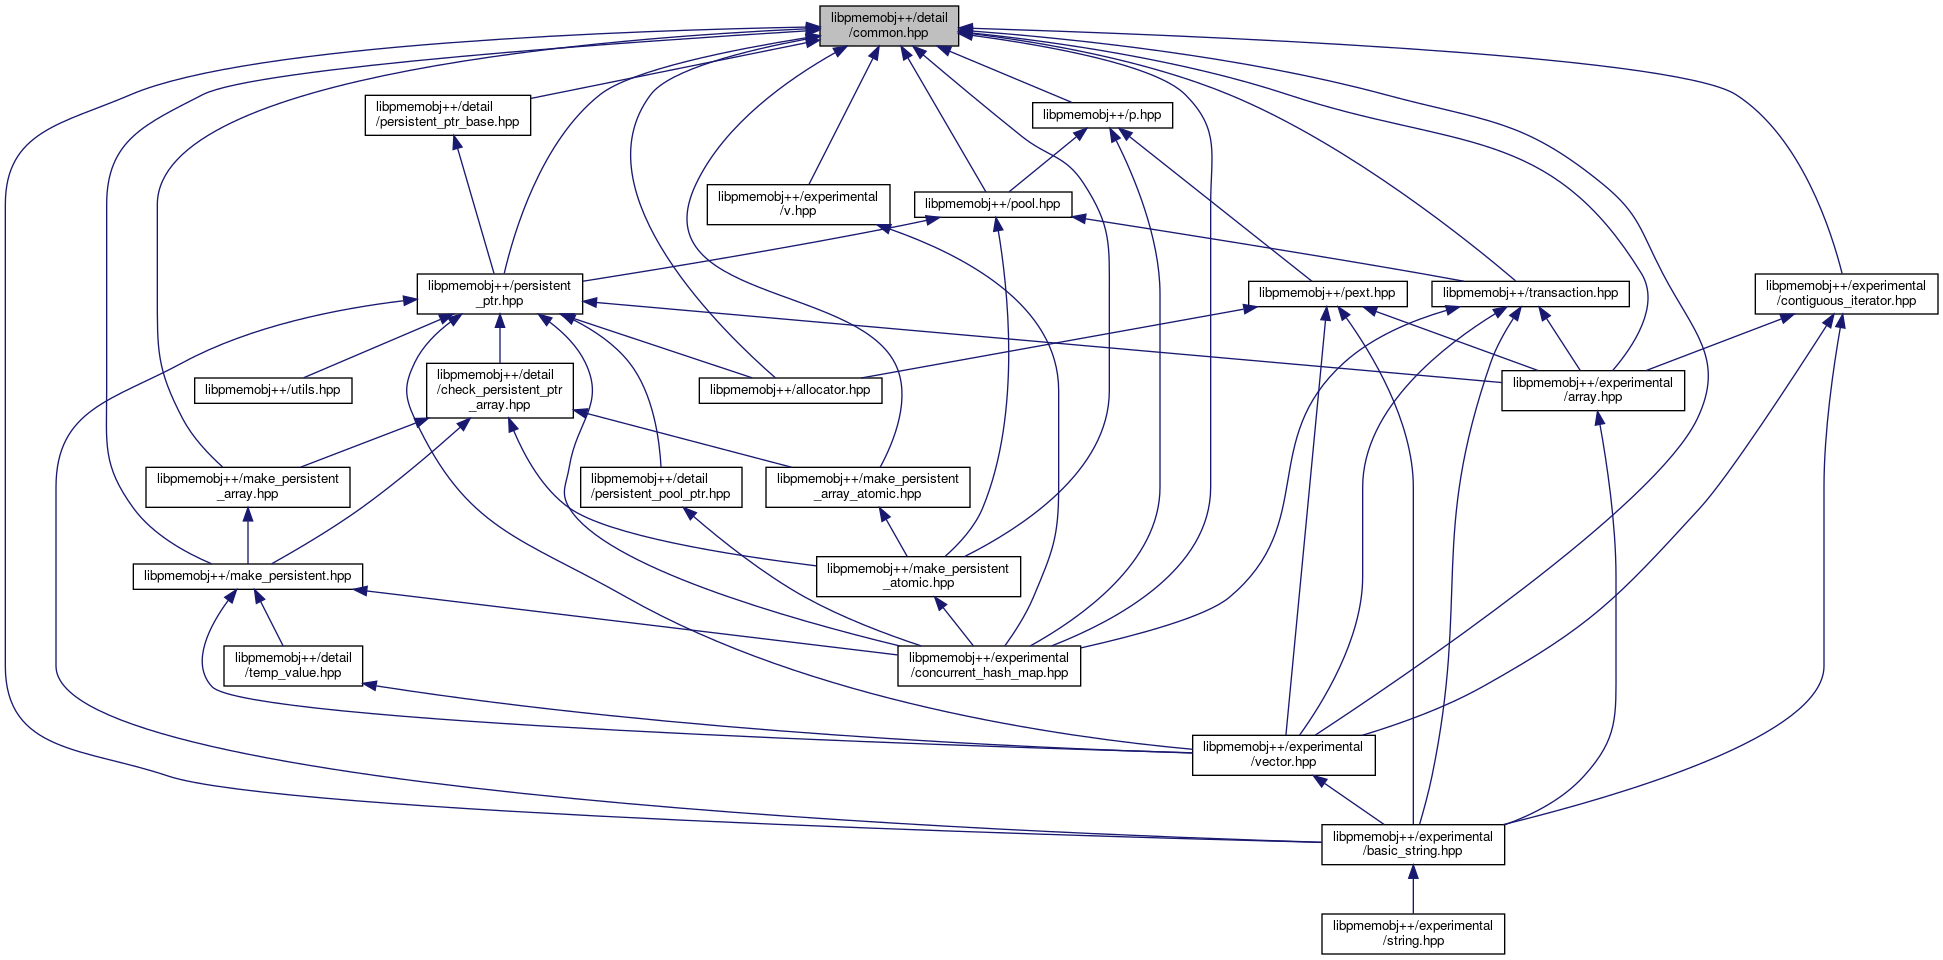 libpmemobj++/detail
/common.hpp
libpmemobj++/detail
/persistent_ptr_base.hpp
libpmemobj++/p.hpp
libpmemobj++/experimental
/v.hpp
libpmemobj++/pool.hpp
libpmemobj++/persistent
_ptr.hpp
libpmemobj++/pext.hpp
libpmemobj++/transaction.hpp
libpmemobj++/experimental
/contiguous_iterator.hpp
libpmemobj++/utils.hpp
libpmemobj++/detail
/check_persistent_ptr
_array.hpp
libpmemobj++/allocator.hpp
libpmemobj++/experimental
/array.hpp
libpmemobj++/make_persistent
_array.hpp
libpmemobj++/detail
/persistent_pool_ptr.hpp
libpmemobj++/make_persistent
_array_atomic.hpp
libpmemobj++/make_persistent.hpp
libpmemobj++/make_persistent
_atomic.hpp
libpmemobj++/detail
/temp_value.hpp
libpmemobj++/experimental
/concurrent_hash_map.hpp
libpmemobj++/experimental
/vector.hpp
libpmemobj++/experimental
/basic_string.hpp
libpmemobj++/experimental
/string.hpp